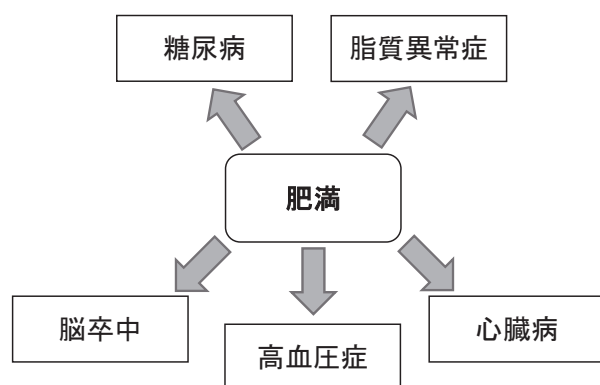 糖尿病
脂質異常症
肥満
脳卒中
高血圧症
心臓病